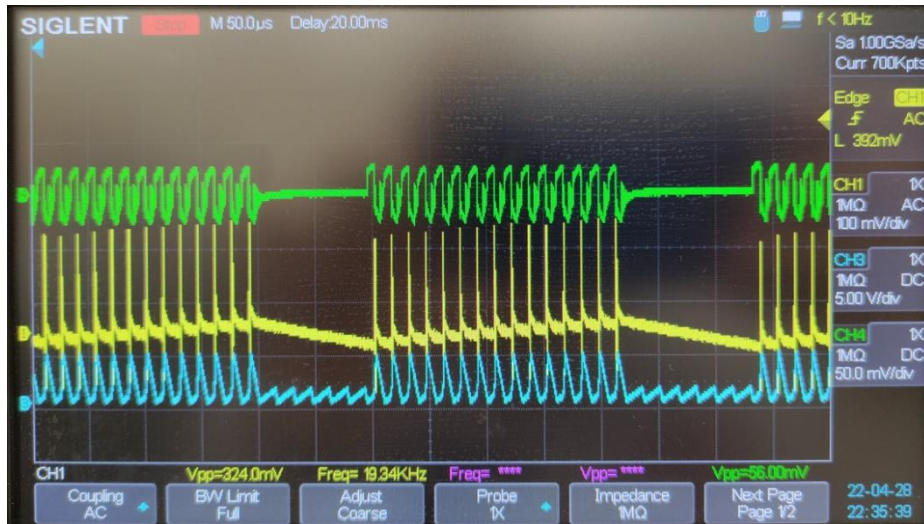 SIGLENT Stop M 50.0µs Delay:20.00ms f < 10Hz
Sa 1.00GSa/s
Curr 700Kpts
Edge CH1
AC
L 392mV
CH1 1X
1MΩ AC
100 mV/div
CH3 1X
1MΩ DC
5.00 V/div
CH4 1X
1MΩ DC
50.0 mV/div
CH1 Vpp=324.0mV Freq= 19.34KHz Freq= **** Vpp= **** Vpp=56.00mV
Coupling
AC
BW Limit
Full
Adjust
Coarse
Probe
1X
Impedance
1MΩ
Next Page
Page 1/2
22-04-28
22:35:39